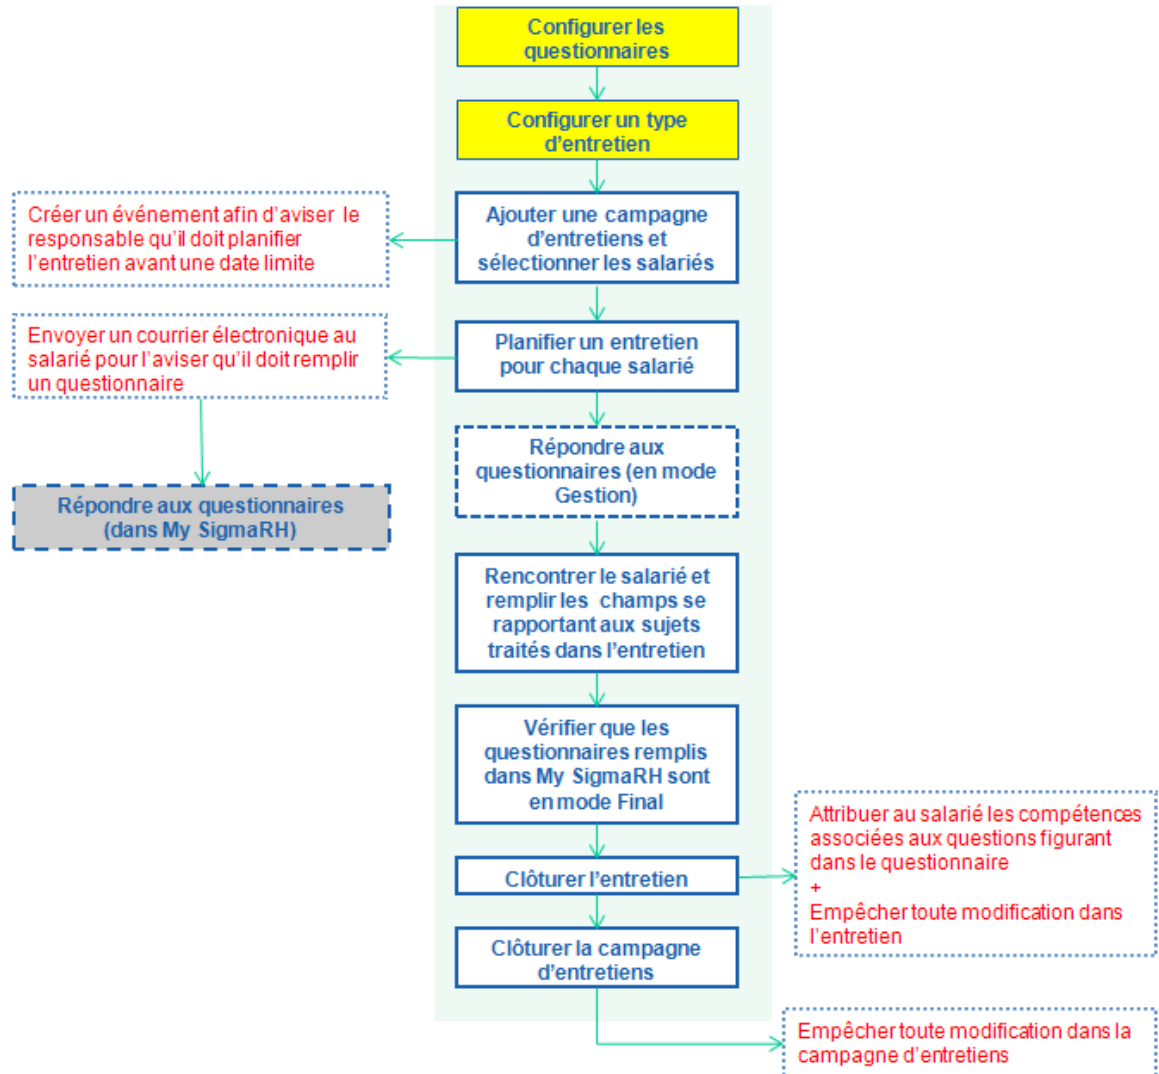 Configurer les
questionnaires
Configurer un type
d'entretien
Ajouter une campagne
d'entretiens et
sélectionner les salariés
Créer un événement afin d'aviser le
responsable qu'il doit planifier
l'entretien avant une date limite
Planifier un entretien
pour chaque salarié
Envoyer un courrier électronique au
salarié pour l'aviser qu'il doit remplir
un questionnaire
Répondre aux
questionnaires (en mode
Gestion)
Répondre aux questionnaires
(dans My SigmaRH)
Rencontrer le salarié et
remplir les champs se
rapportant aux sujets
traités dans l'entretien
Vérifier que les
questionnaires remplis
dans My SigmaRH sont
en mode Final
Clôturer l'entretien
Attribuer au salarié les compétences
associées aux questions figurant
dans le questionnaire
+
Empêcher toute modification dans
l'entretien
Clôturer la campagne
d'entretiens
Empêcher toute modification dans la
campagne d'entretiens